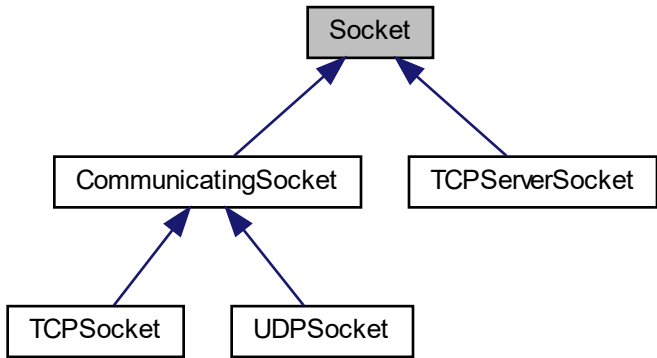 Socket
CommunicatingSocket
TCPServerSocket
TCPSocket
UDPSocket